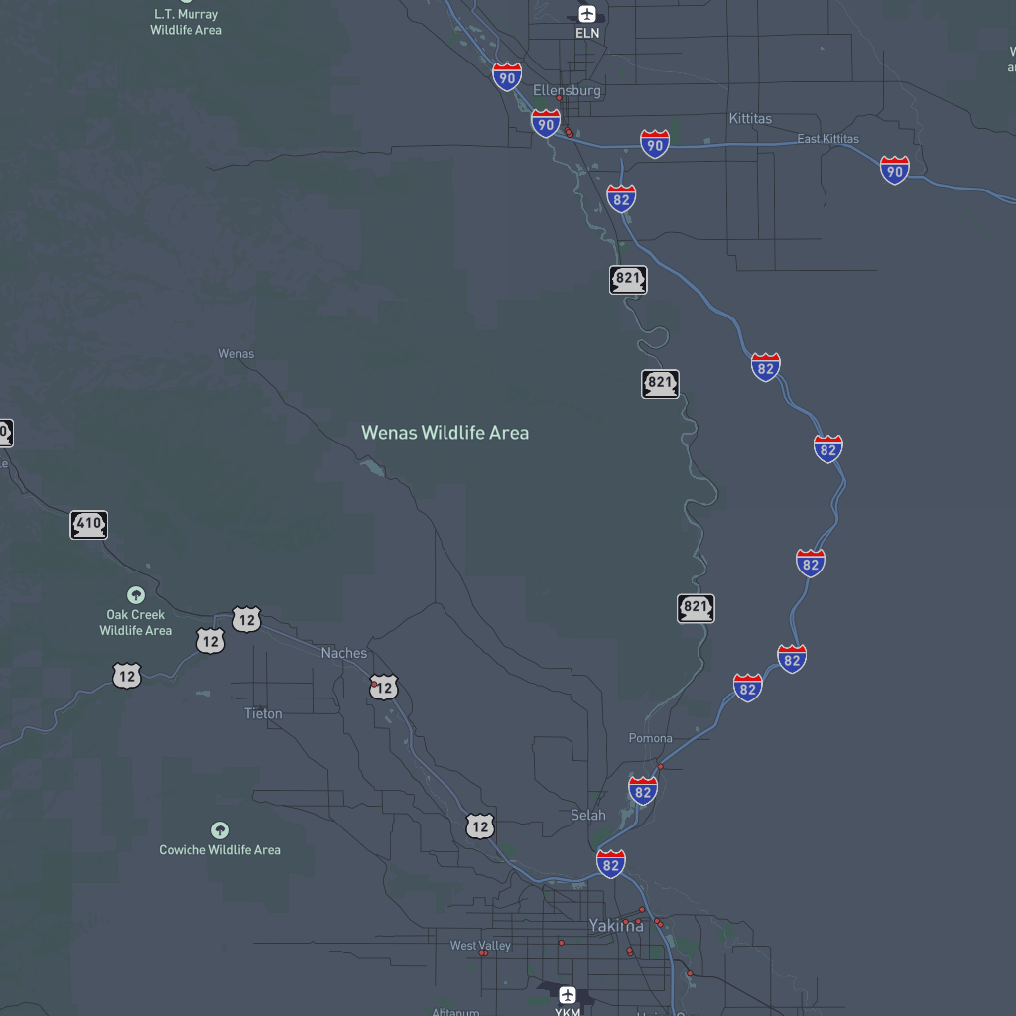 L.T. Murray
Wildlife Area
ELN
90
Ellensburg
90
Kittitas
90
East Kittitas
90
82
821
Wenas
82
821
Wenas Wildlife Area
82
410
82
Oak Creek
Wildlife Area
821
12
12
Naches
82
12
12
82
Tieton
Pomona
82
Selah
12
Cowiche Wildlife Area
82
Yakima
West Valley
YKM
Ahtanum